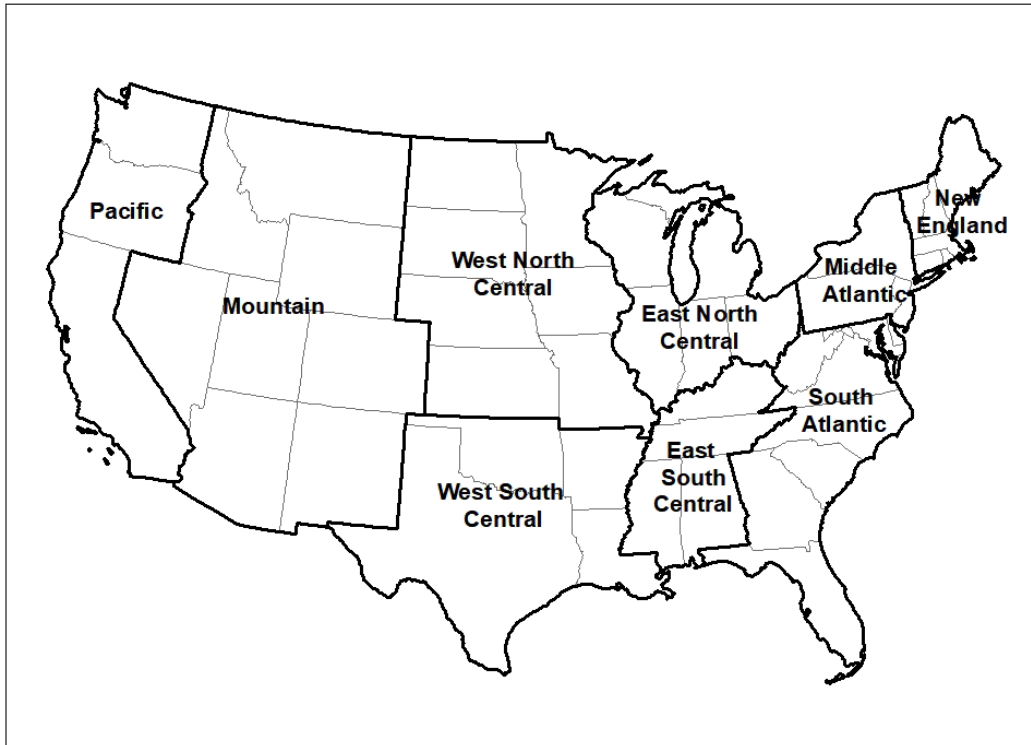 Pacific
Mountain
West North
Central
West South
Central
East North
Central
East
South
Central
South
Atlantic
Middle
Atlantic
New
England